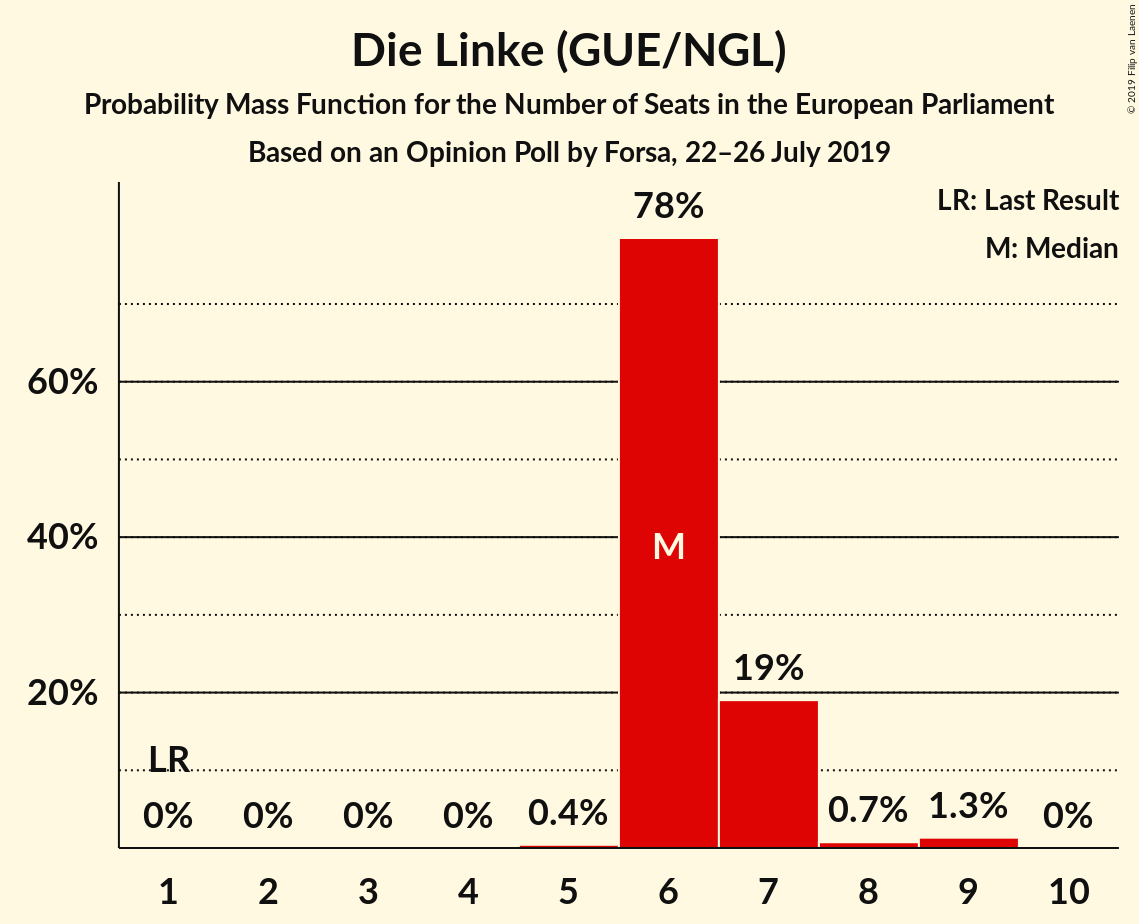 Die Linke (GUE/NGL)
Probability Mass Function for the Number of Seats in the European Parliament
Based on an Opinion Poll by Forsa, 22–26 July 2019
© 2019 Filip van Laenen
LR: Last Result
M: Median
78%
60%
40%
20%
M
19%
LR
0%
0%
0%
0%
0.4%
0.7%
1.3%
0%
1
2
3
4
5
6
7
8
9
10